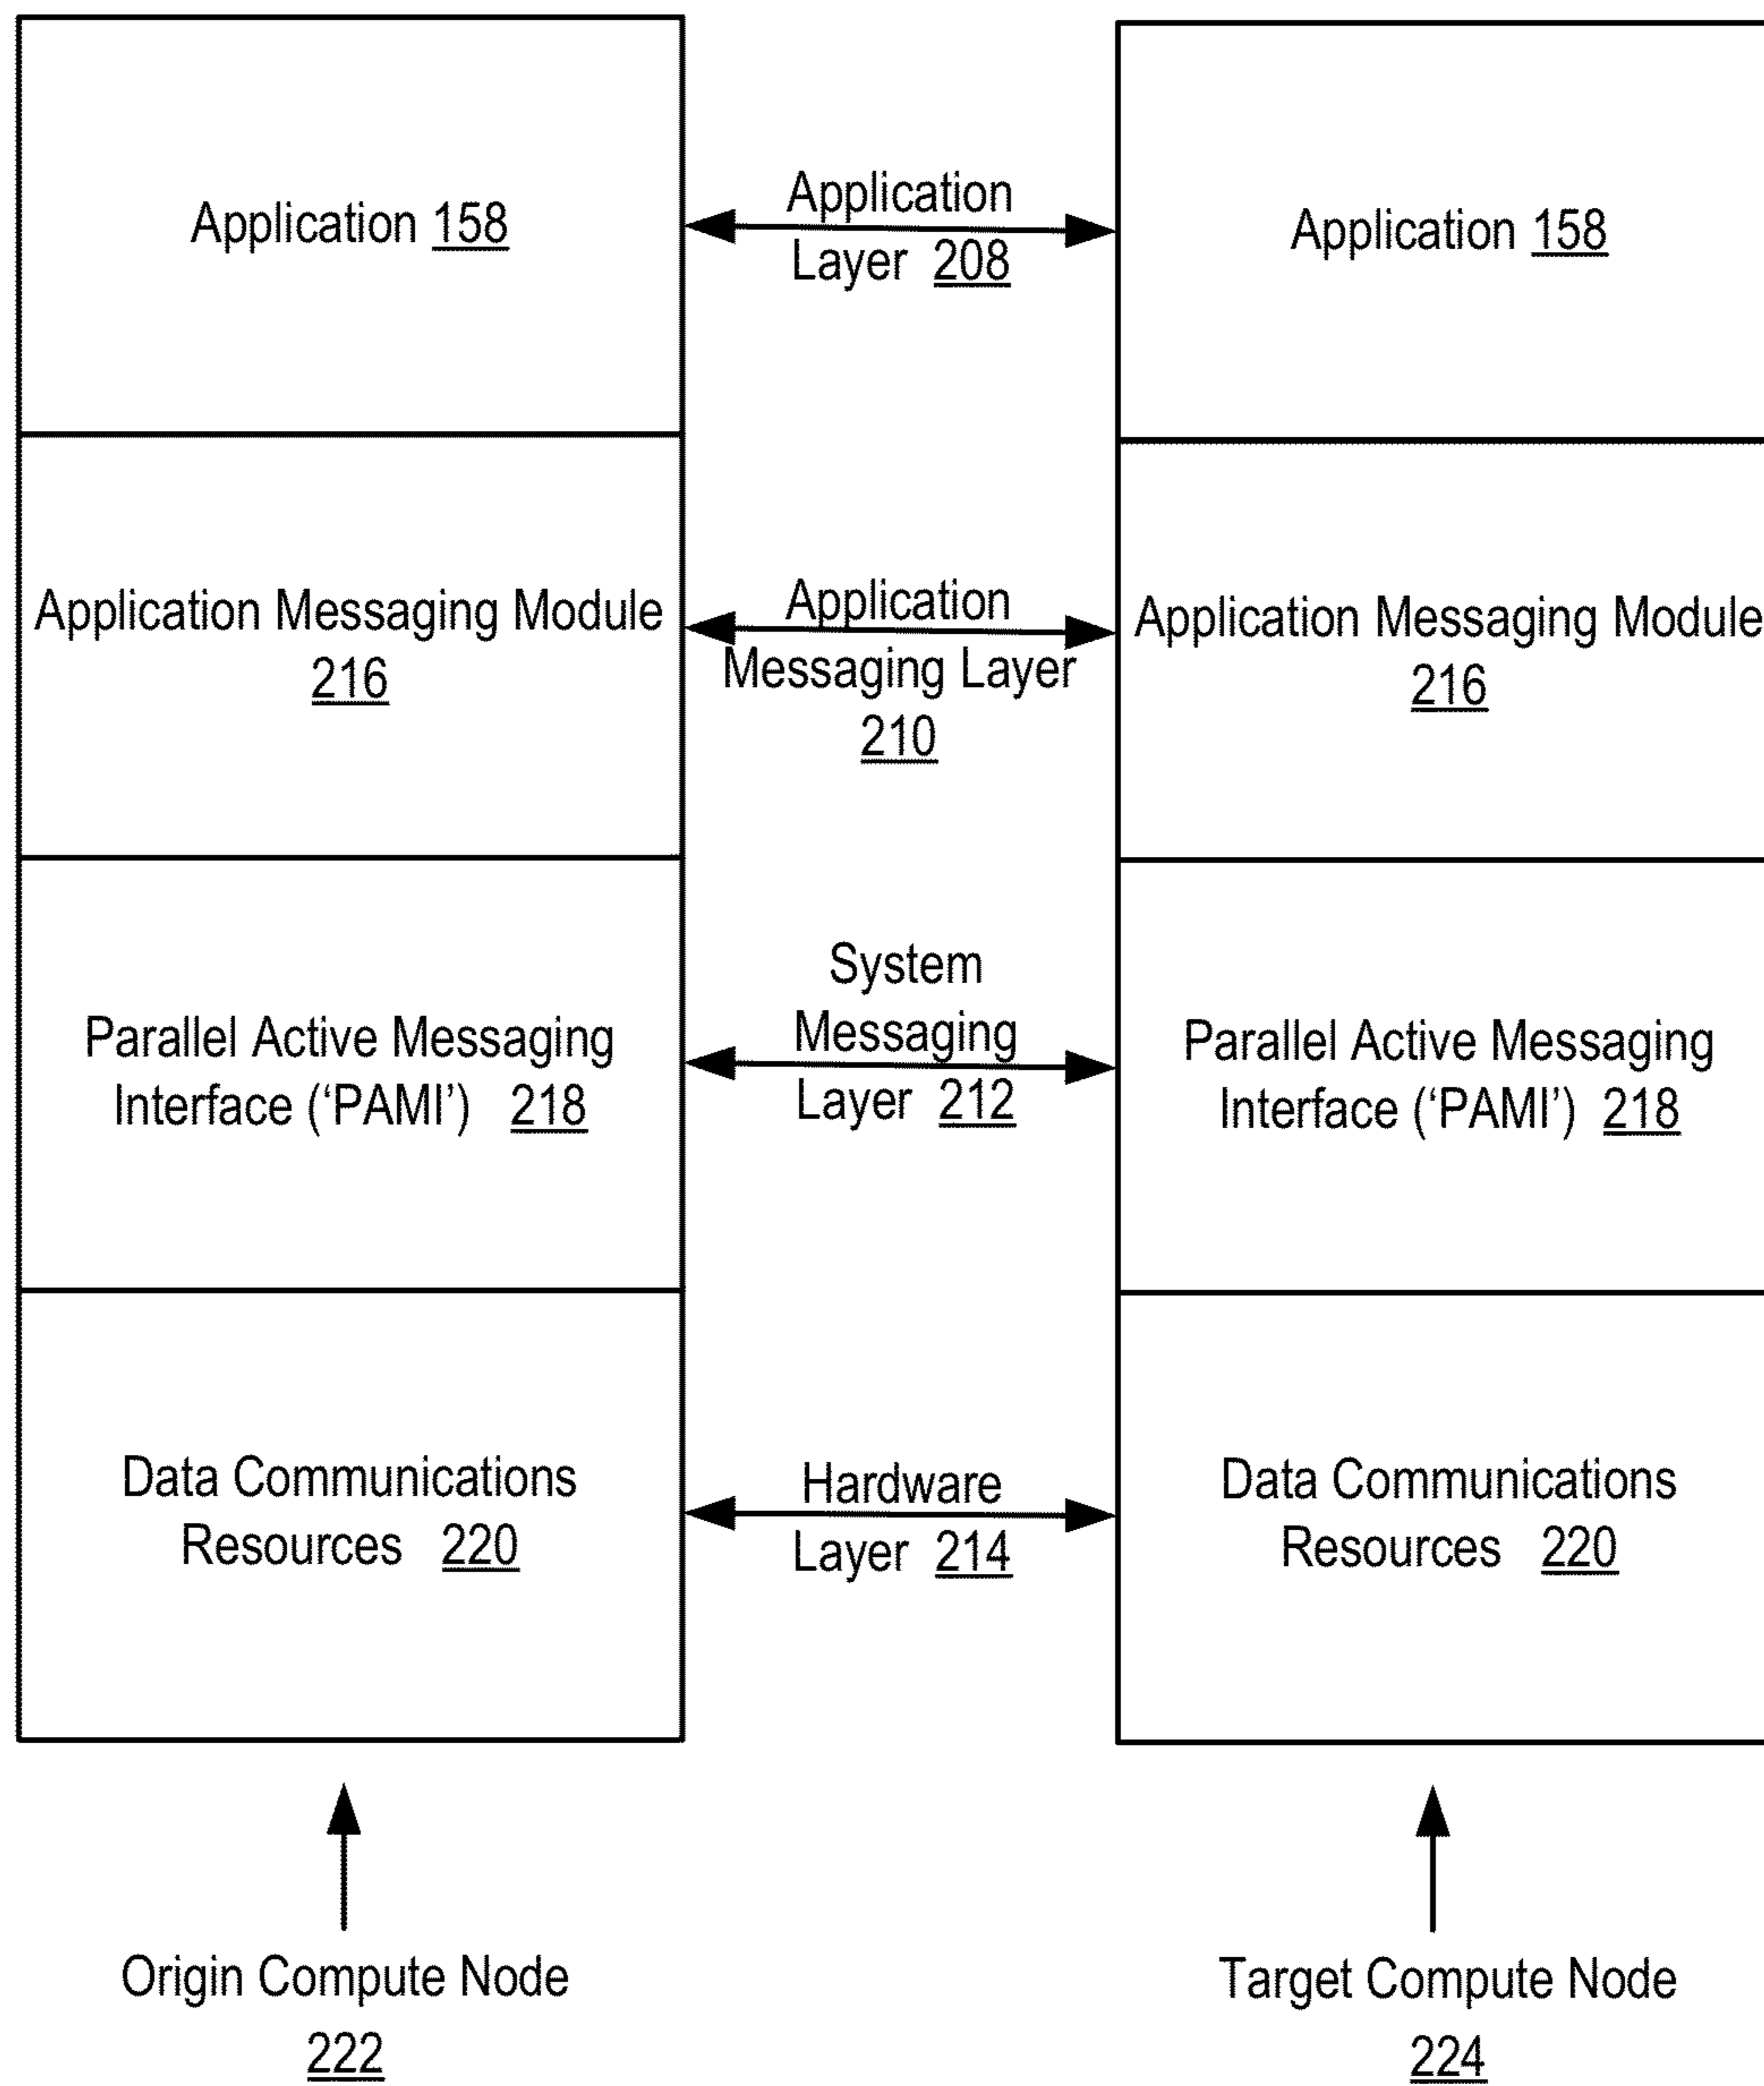 Application 158
Application
Layer 208
Application 158
Application Messaging Module
216
Application
Messaging Layer
210
Application Messaging Module
216
Parallel Active Messaging
Interface (‘PAMI’) 218
System
Messaging
Layer 212
Parallel Active Messaging
Interface (‘PAMI’) 218
Data Communications
Resources 220
Hardware
Layer 214
Data Communications
Resources 220
Origin Compute Node
222
Target Compute Node
224